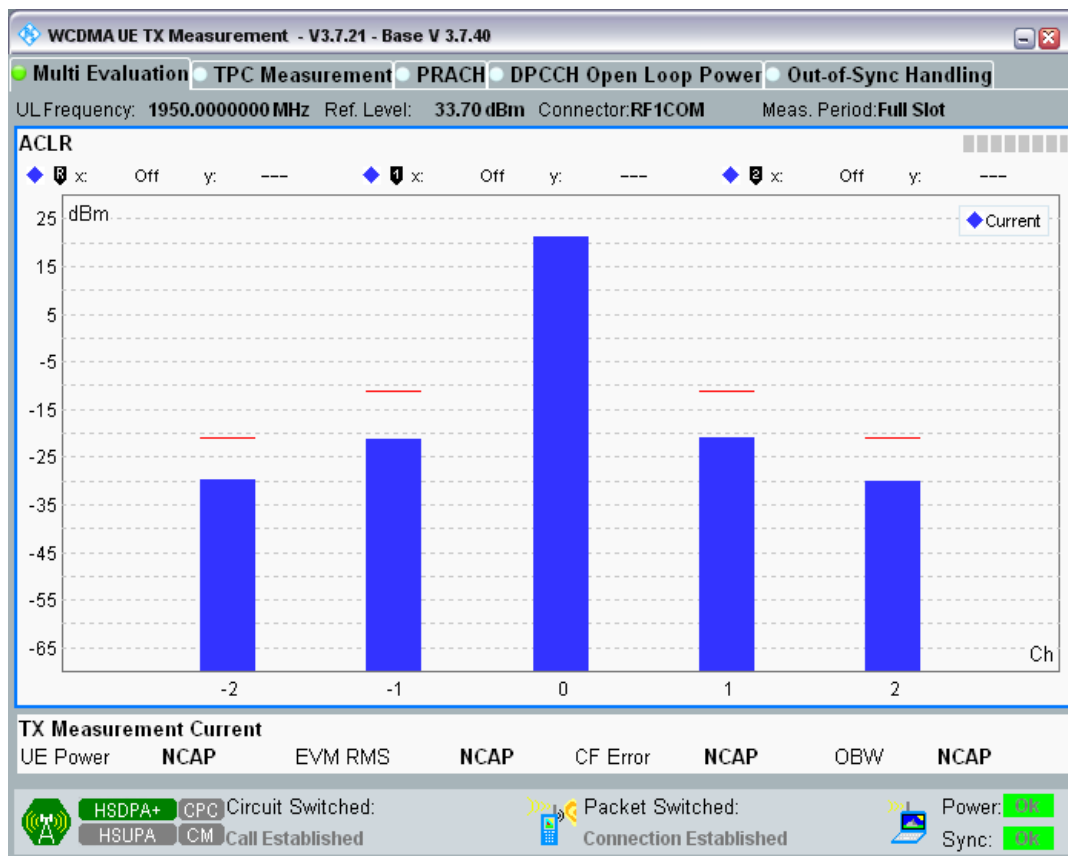 WCDMA UE TX Measurement - V3.7.21 - Base V 3.7.40
Multi Evaluation TPC Measurement PRACH DPCCH Open Loop Power Out-of-Sync Handling
UL Frequency: 1950.0000000 MHz Ref. Level: 33.70 dBm Connector:RF1COM Meas. Period:Full Slot
ACLR
R x: Off y: --- 1 x: Off y: --- 2 x: Off y: ---
dBm
Current
25
15
5
-5
-15
-25
-35
-45
-55
-65
Ch
-2 -1 0 1 2
TX Measurement Current
UE Power NCAP EVM RMS NCAP CF Error NCAP OBW NCAP
HSDPA+ CPC Circuit Switched: Packet Switched: Power: OK
HSUPA CM Call Established Connection Established Sync: OK